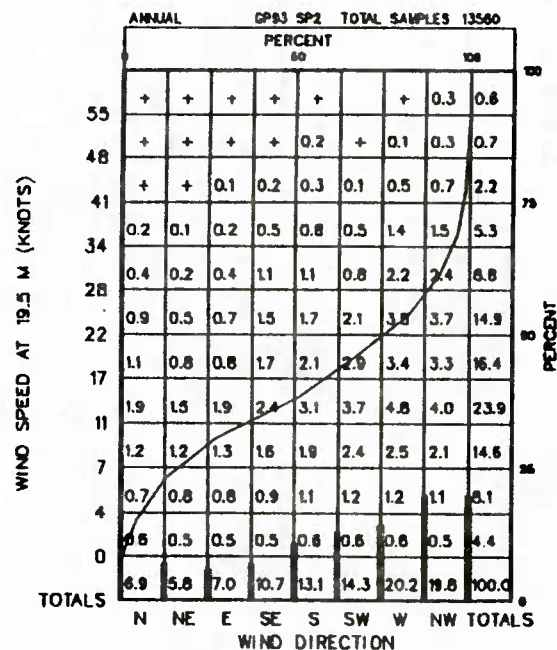 ANNUAL GP93 SP2 TOTAL SAMPLES 13560
PERCENT
0 50 100
+ + + + + + 0.3 0.6
55
+ + + + 0.2 + 0.1 0.3 0.7
48
+ + 0.1 0.2 0.3 0.1 0.5 0.7 2.2
41
0.2 0.1 0.2 0.5 0.8 0.5 1.4 1.5 5.3
34
0.4 0.2 0.4 1.1 1.1 0.8 2.2 2.4 8.8
28
0.9 0.5 0.7 1.5 1.7 2.1 3.8 3.7 14.9
22
1.1 0.8 0.8 1.7 2.1 2.9 3.4 3.3 16.4
17
1.9 1.5 1.9 2.4 3.1 3.7 4.8 4.0 23.9
11
1.2 1.2 1.3 1.6 1.9 2.4 2.5 2.1 14.6
7
0.7 0.8 0.8 0.9 1.1 1.2 1.2 1.1 8.1
4
0.6 0.5 0.5 0.5 0.6 0.6 0.6 0.5 4.4
0
6.9 5.8 7.0 10.7 13.1 14.3 20.2 19.8 100.0
TOTALS
N NE E SE S SW W NW TOTALS
WIND DIRECTION
WIND SPEED AT 19.5 M (KNOTS)
100
75
50
25
0
PERCENT